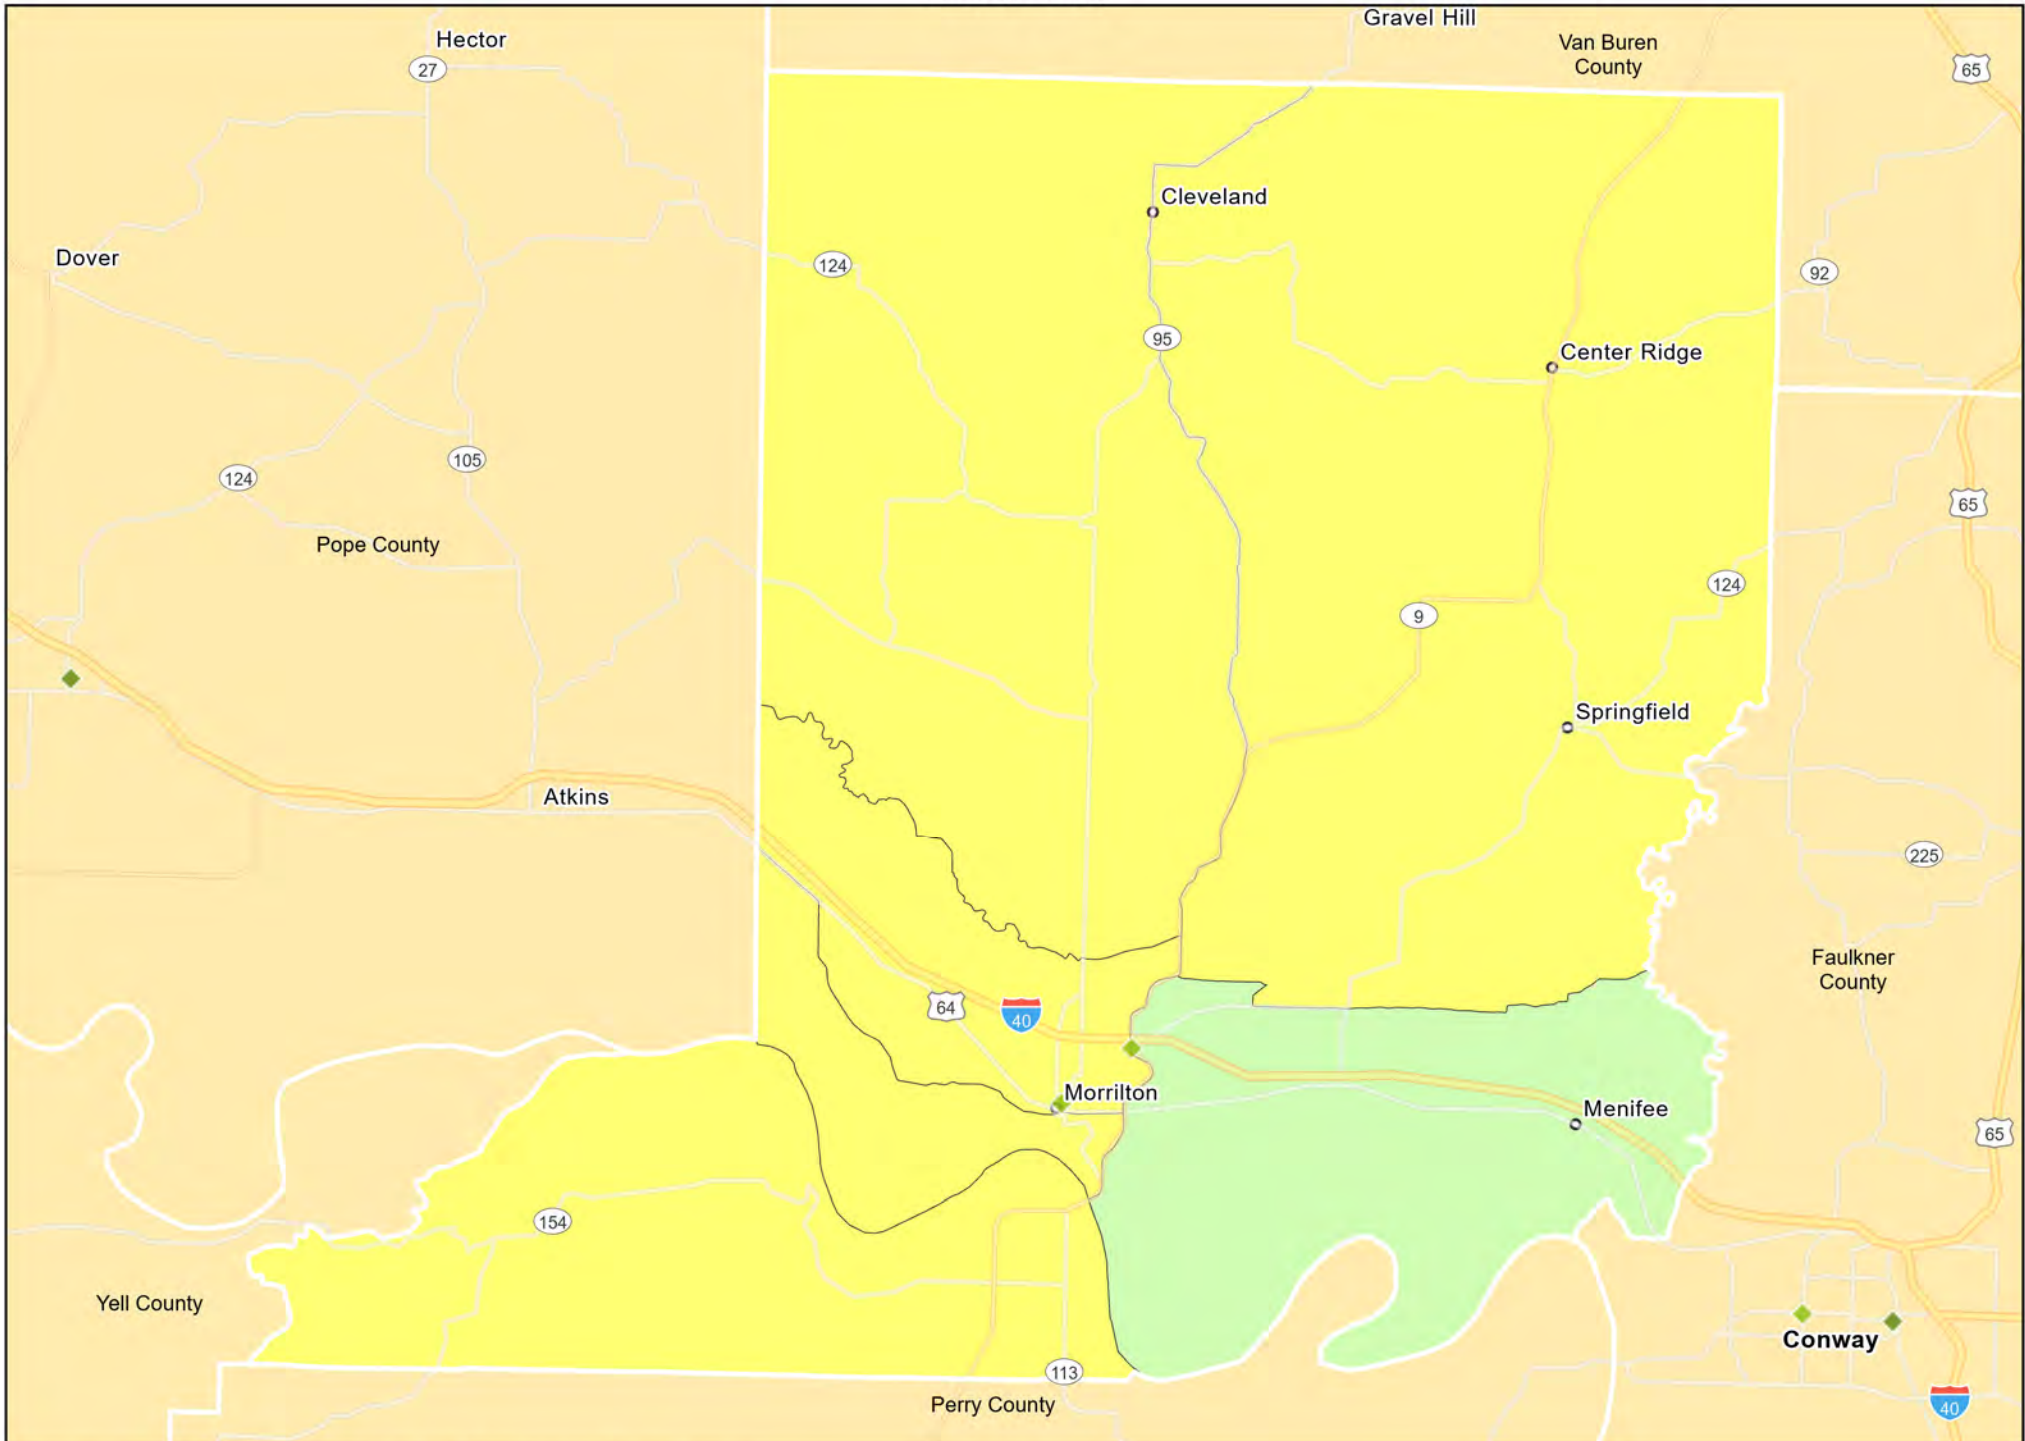 Gravel Hill
Hector
Van Buren
County
27
65
Cleveland
Dover
124
92
95
Center Ridge
105
124
65
Pope County
124
9
Springfield
Atkins
225
Faulkner
County
64
40
Morrilton
Menifee
65
154
Yell County
Conway
113
Perry County
40